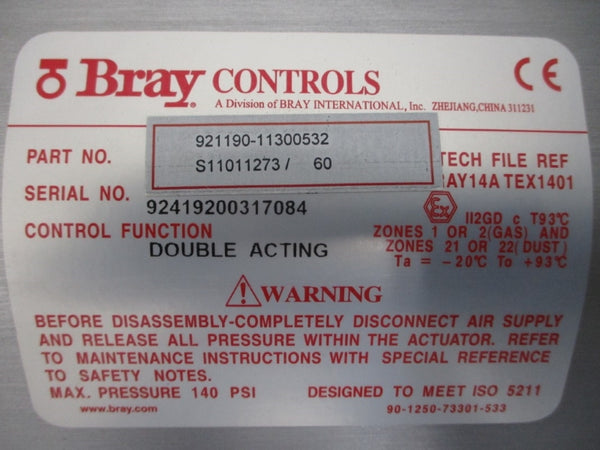 Bray CONTROLS
A Division of BRAY INTERNATIONAL, Inc. ZHEJIANG,CHINA 311231
CE
PART NO.
921190-11300532
S11011273 / 60
TECH FILE REF
RAY14ATEX1401
SERIAL NO.
92419200317084
Ex
II2GD c T93℃
ZONES 1 OR 2(GAS) AND
ZONES 21 OR 22(DUST)
Ta = -20℃ To +93℃
CONTROL FUNCTION
DOUBLE ACTING
WARNING
BEFORE DISASSEMBLY-COMPLETELY DISCONNECT AIR SUPPLY
AND RELEASE ALL PRESSURE WITHIN THE ACTUATOR. REFER
TO MAINTENANCE INSTRUCTIONS WITH SPECIAL REFERENCE
TO SAFETY NOTES.
MAX. PRESSURE 140 PSI DESIGNED TO MEET ISO 5211
www.bray.com 90-1250-73301-533